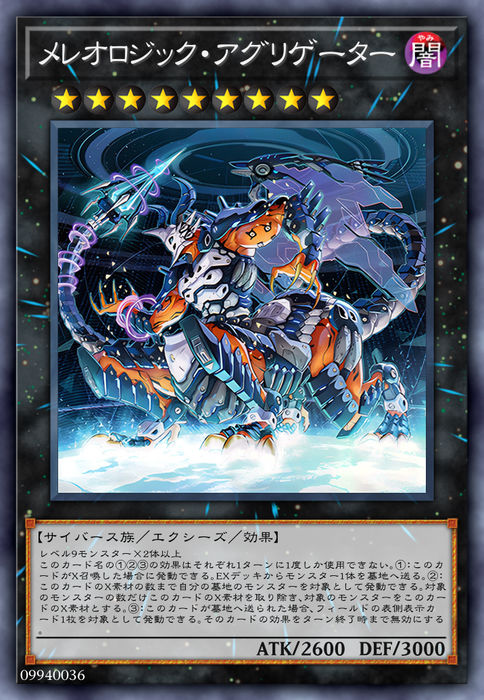 メレオロジック・アグリゲーター
闇
やみ
【サイバース族／エクシーズ／効果】
レベル9モンスター×2体以上
このカード名の①②③の効果はそれぞれ1ターンに1度しか使用できない。①：このカ
ードがX召喚した場合に発動できる。EXデッキからモンスター1体を墓地へ送る。②：
このカードのX素材の数まで自分の墓地のモンスターを対象として発動できる。対象
のモンスターの数だけこのカードのX素材を取り除き、対象のモンスターをこのカー
ドのX素材とする。③：このカードが墓地へ送られた場合、フィールドの表側表示カ
ード1枚を対象として発動できる。そのカードの効果をターン終了時まで無効にする
。
ATK/2600 DEF/3000
09940036